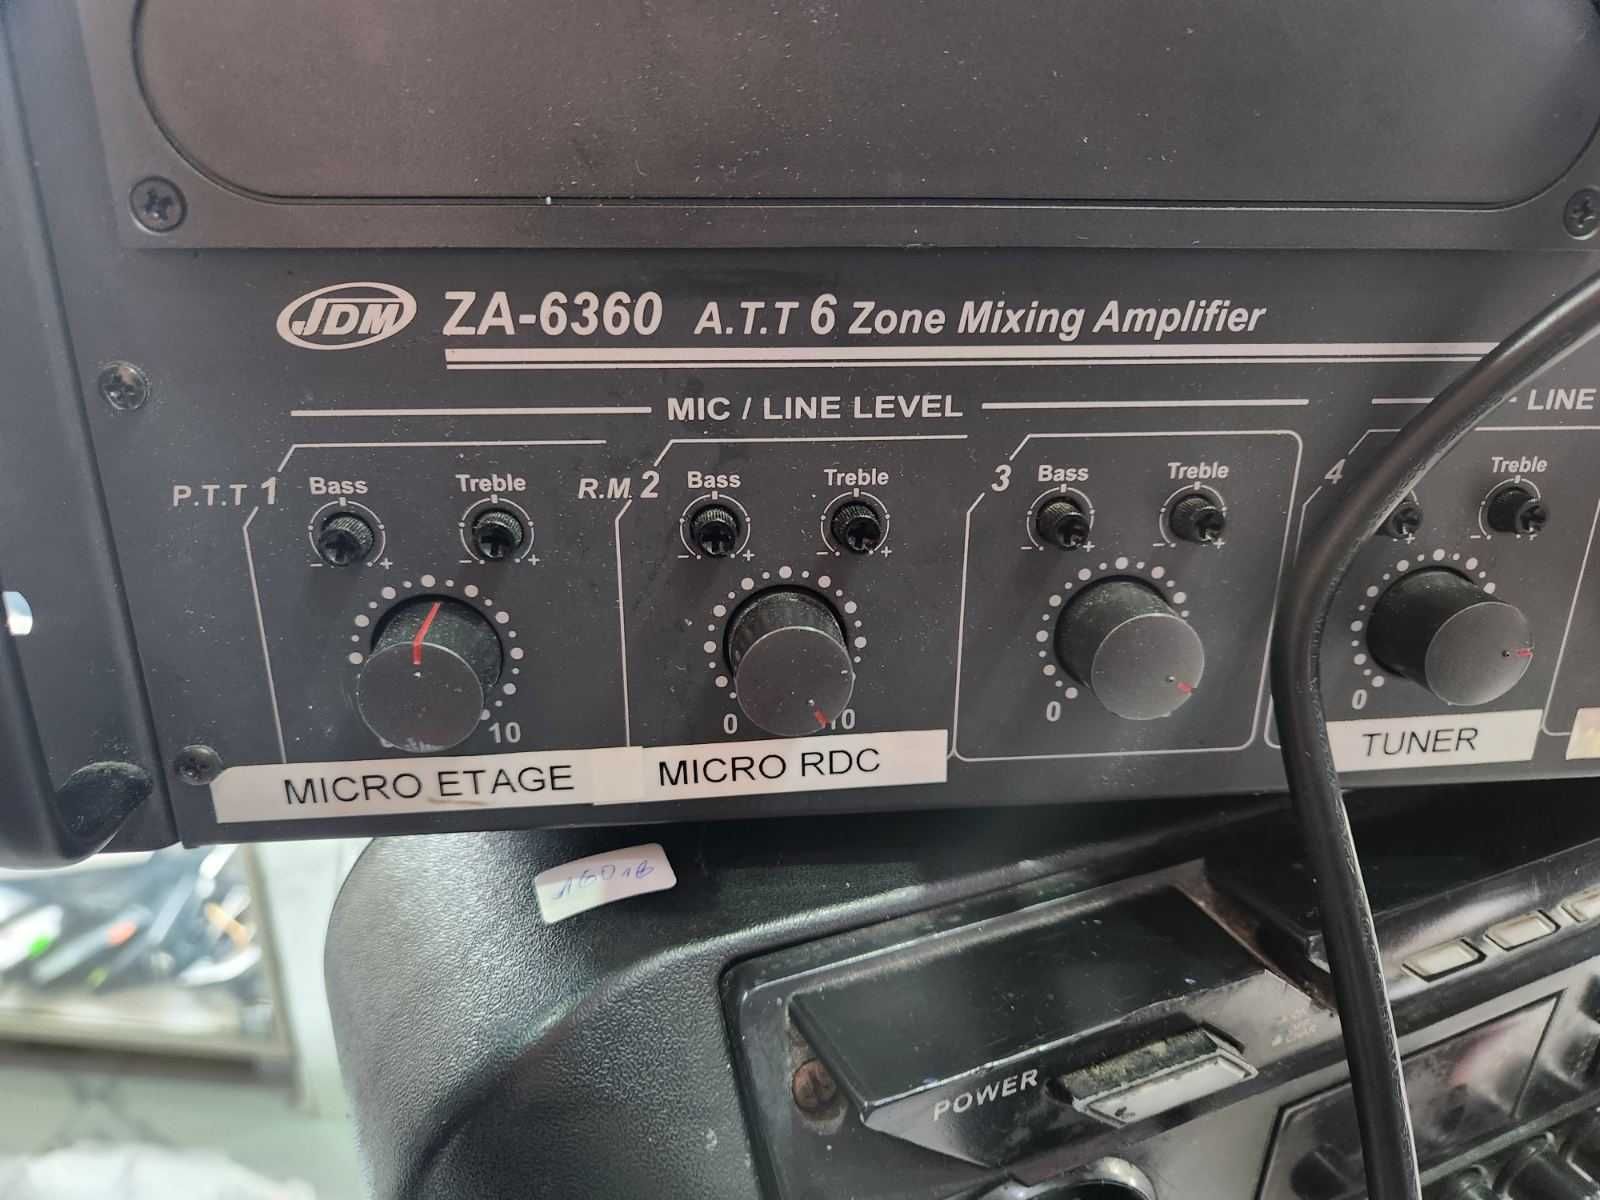 JDM ZA-6360 A.T.T 6 Zone Mixing Amplifier
MIC / LINE LEVEL
LINE
P.T.T 1 Bass Treble
R.M. 2 Bass Treble
3 Bass Treble
4 Treble
- +
- +
- +
- +
- +
- +
+
- +
10
0 10
0
0
MICRO ETAGE
MICRO RDC
TUNER
POWER